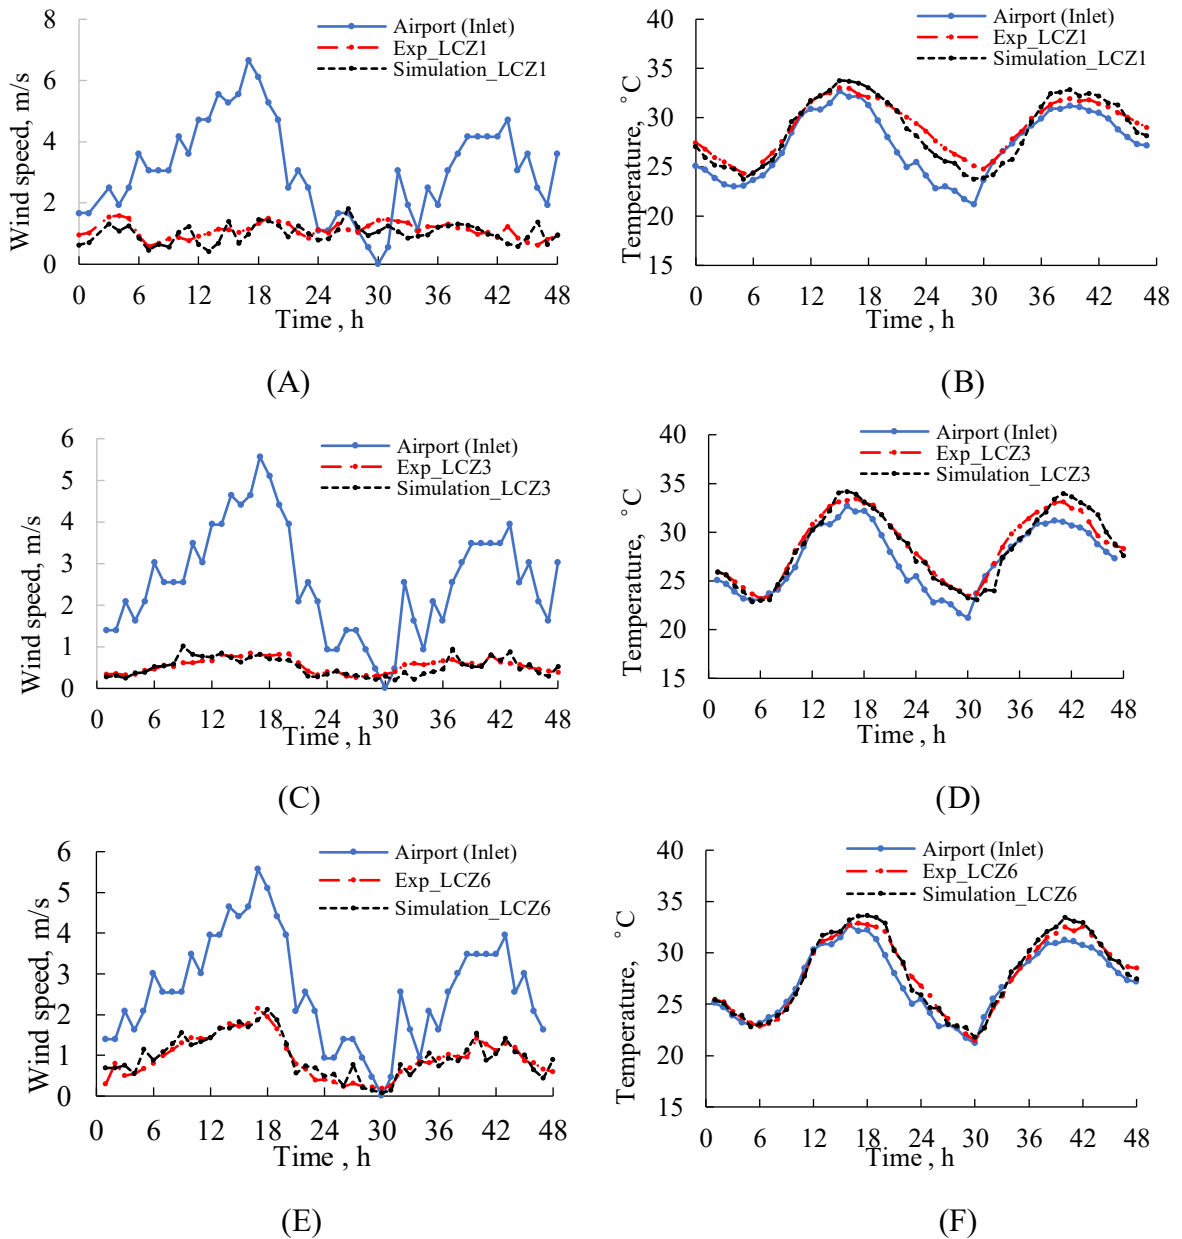 Wind speed, m/s
8
6
4
2
0
0 6 12 18 24 30 36 42 48
Time , h
Airport (Inlet)
Exp_LCZ1
Simulation_LCZ1
(A)
Temperature, °C
40
35
30
25
20
15
0 6 12 18 24 30 36 42 48
Time , h
Airport (Inlet)
Exp_LCZ1
Simulation_LCZ1
(B)
Wind speed, m/s
6
5
4
3
2
1
0
0 6 12 18 24 30 36 42 48
Time , h
Airport (Inlet)
Exp_LCZ3
Simulation_LCZ3
(C)
Temperature, °C
40
35
30
25
20
15
0 6 12 18 24 30 36 42 48
Time , h
Airport (Inlet)
Exp_LCZ3
Simulation_LCZ3
(D)
Wind speed, m/s
6
5
4
3
2
1
0
0 6 12 18 24 30 36 42 48
Time , h
Airport (Inlet)
Exp_LCZ6
Simulation_LCZ6
(E)
Temperature, °C
40
35
30
25
20
15
0 6 12 18 24 30 36 42 48
Time , h
Airport (Inlet)
Exp_LCZ6
Simulation_LCZ6
(F)